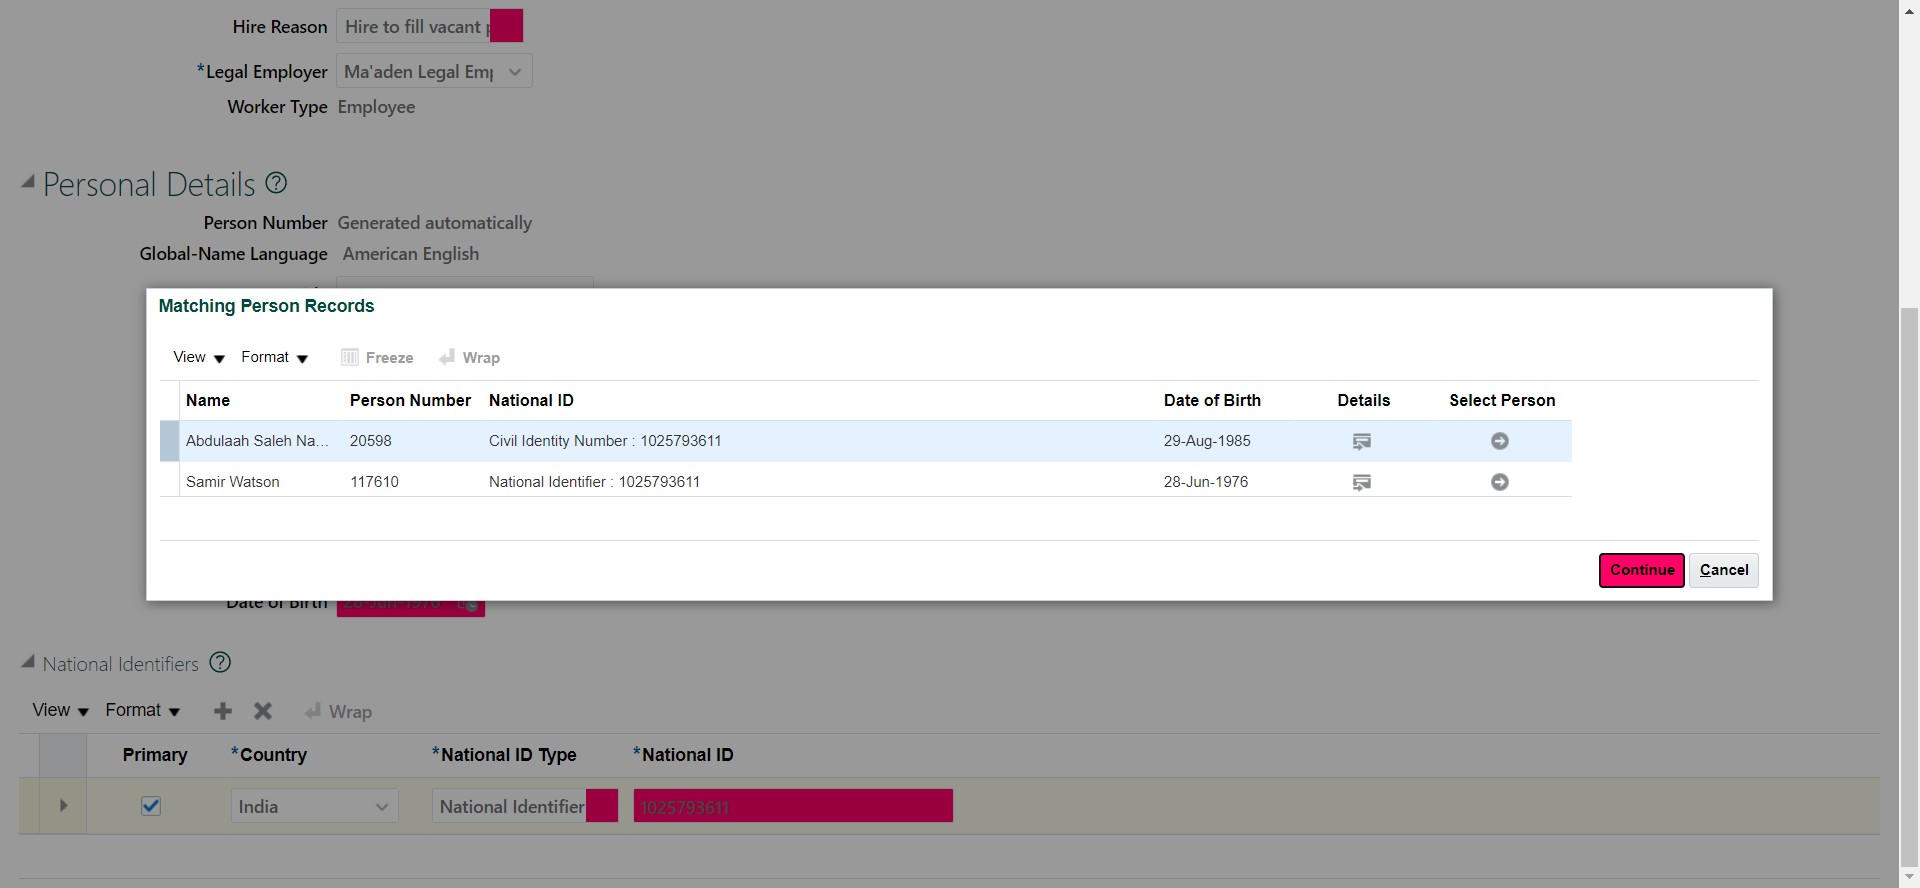 Hire Reason Hire to fill vacant
*Legal Employer Ma'aden Legal Emp
Worker Type Employee
Personal Details ?
Person Number Generated automatically
Global-Name Language American English
Matching Person Records
View Format Freeze Wrap
Name Person Number National ID Date of Birth Details Select Person
Abdulaah Saleh Na... 20598 Civil Identity Number : 1025793611 29-Aug-1985
Samir Watson 117610 National Identifier : 1025793611 28-Jun-1976
Continue Cancel
Date of Birth 28-Jun-1976
National Identifiers ?
View Format Wrap
Primary *Country *National ID Type *National ID
India National Identifier 1025793611